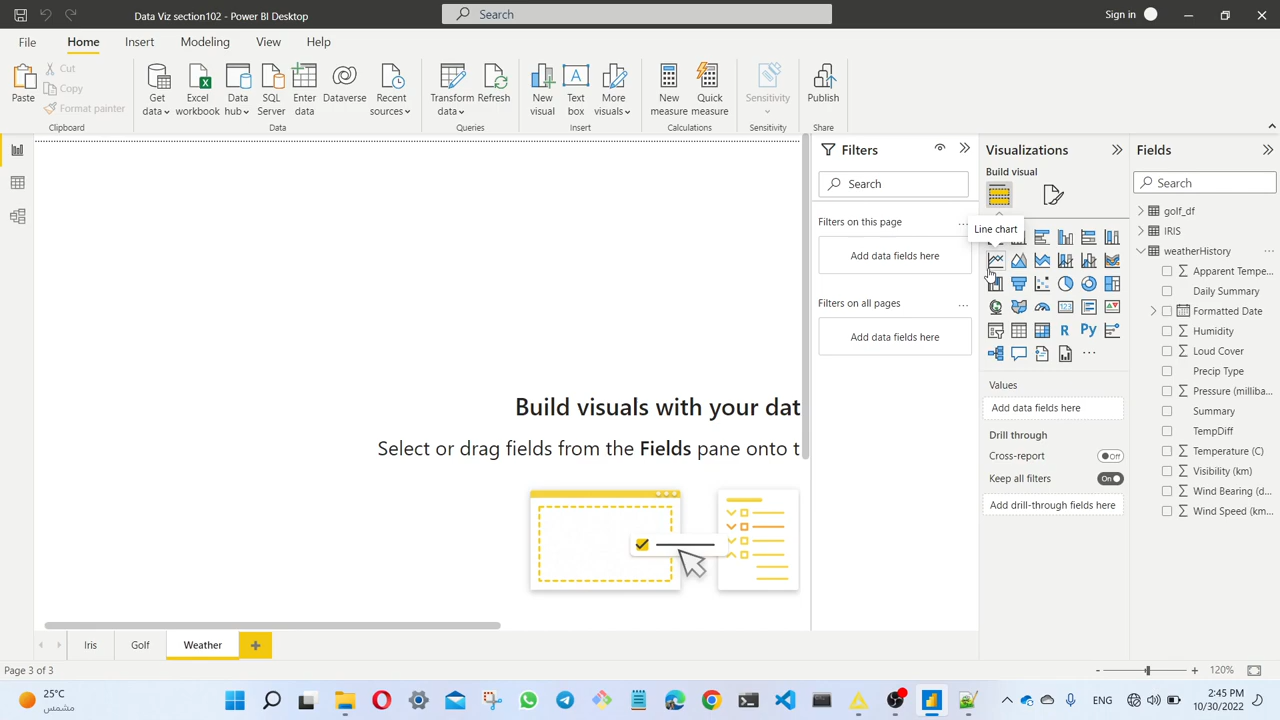 Data Viz section102 - Power BI Desktop
Search
Sign in
File
Home
Insert
Modeling
View
Help
Paste
Cut
Copy
Format painter
Clipboard
Get data
Excel workbook
Data hub
SQL Server
Enter data
Dataverse
Recent sources
Data
Transform data
Refresh
Queries
New visual
Text box
More visuals
Insert
New measure
Quick measure
Calculations
Sensitivity
Sensitivity
Publish
Share
Filters
Search
Filters on this page
...
Add data fields here
Filters on all pages
...
Add data fields here
Visualizations
Build visual
Line chart
123
R
Py
...
Values
Add data fields here
Drill through
Cross-report
Off
Keep all filters
On
Add drill-through fields here
Fields
Search
golf_df
IRIS
weatherHistory
...
Σ Apparent Tempe...
Daily Summary
Formatted Date
Σ Humidity
Σ Loud Cover
Precip Type
Σ Pressure (milliba...
Summary
TempDiff
Σ Temperature (C)
Σ Visibility (km)
Σ Wind Bearing (d...
Σ Wind Speed (km...
Build visuals with your dat
Select or drag fields from the Fields pane onto t
Iris
Golf
Weather
Page 3 of 3
- + 120%
25°C
مشمس
ENG
2:45 PM
10/30/2022